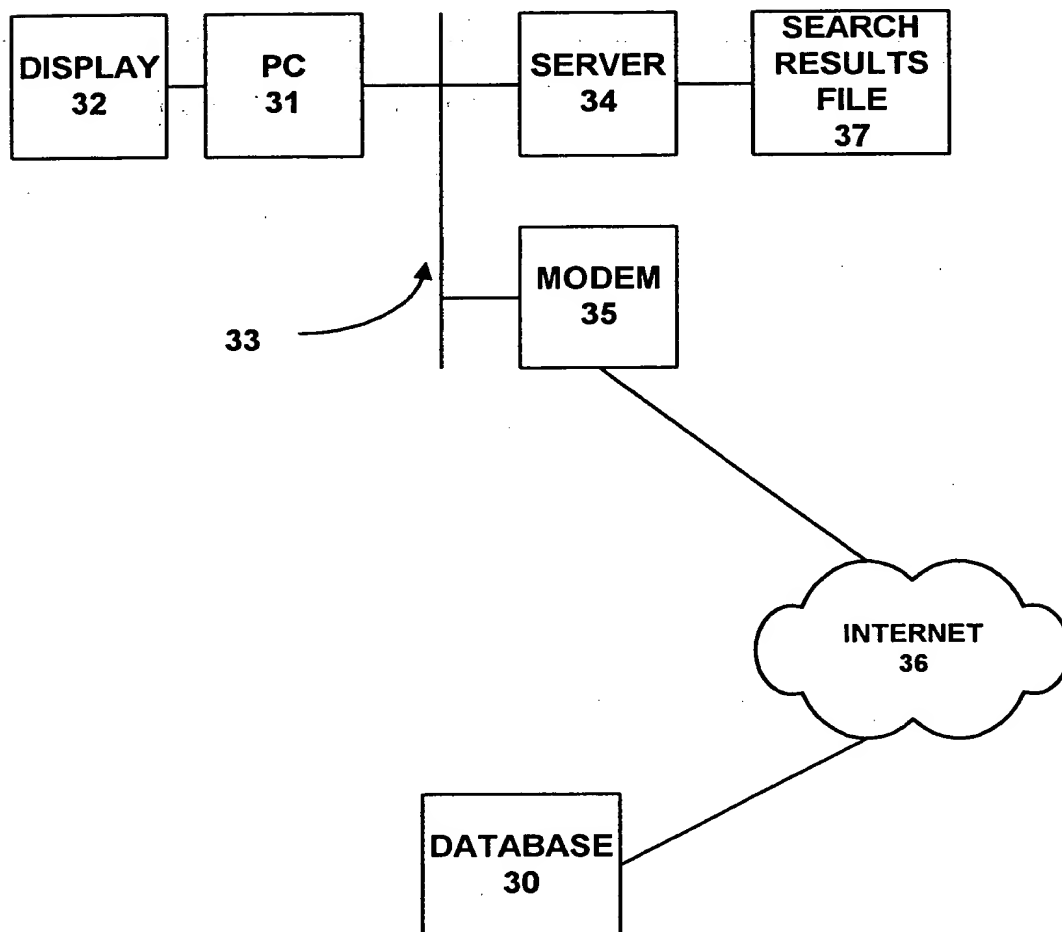 DISPLAY
32
PC
31
SERVER
34
SEARCH
RESULTS
FILE
37
MODEM
35
33
INTERNET
36
DATABASE
30